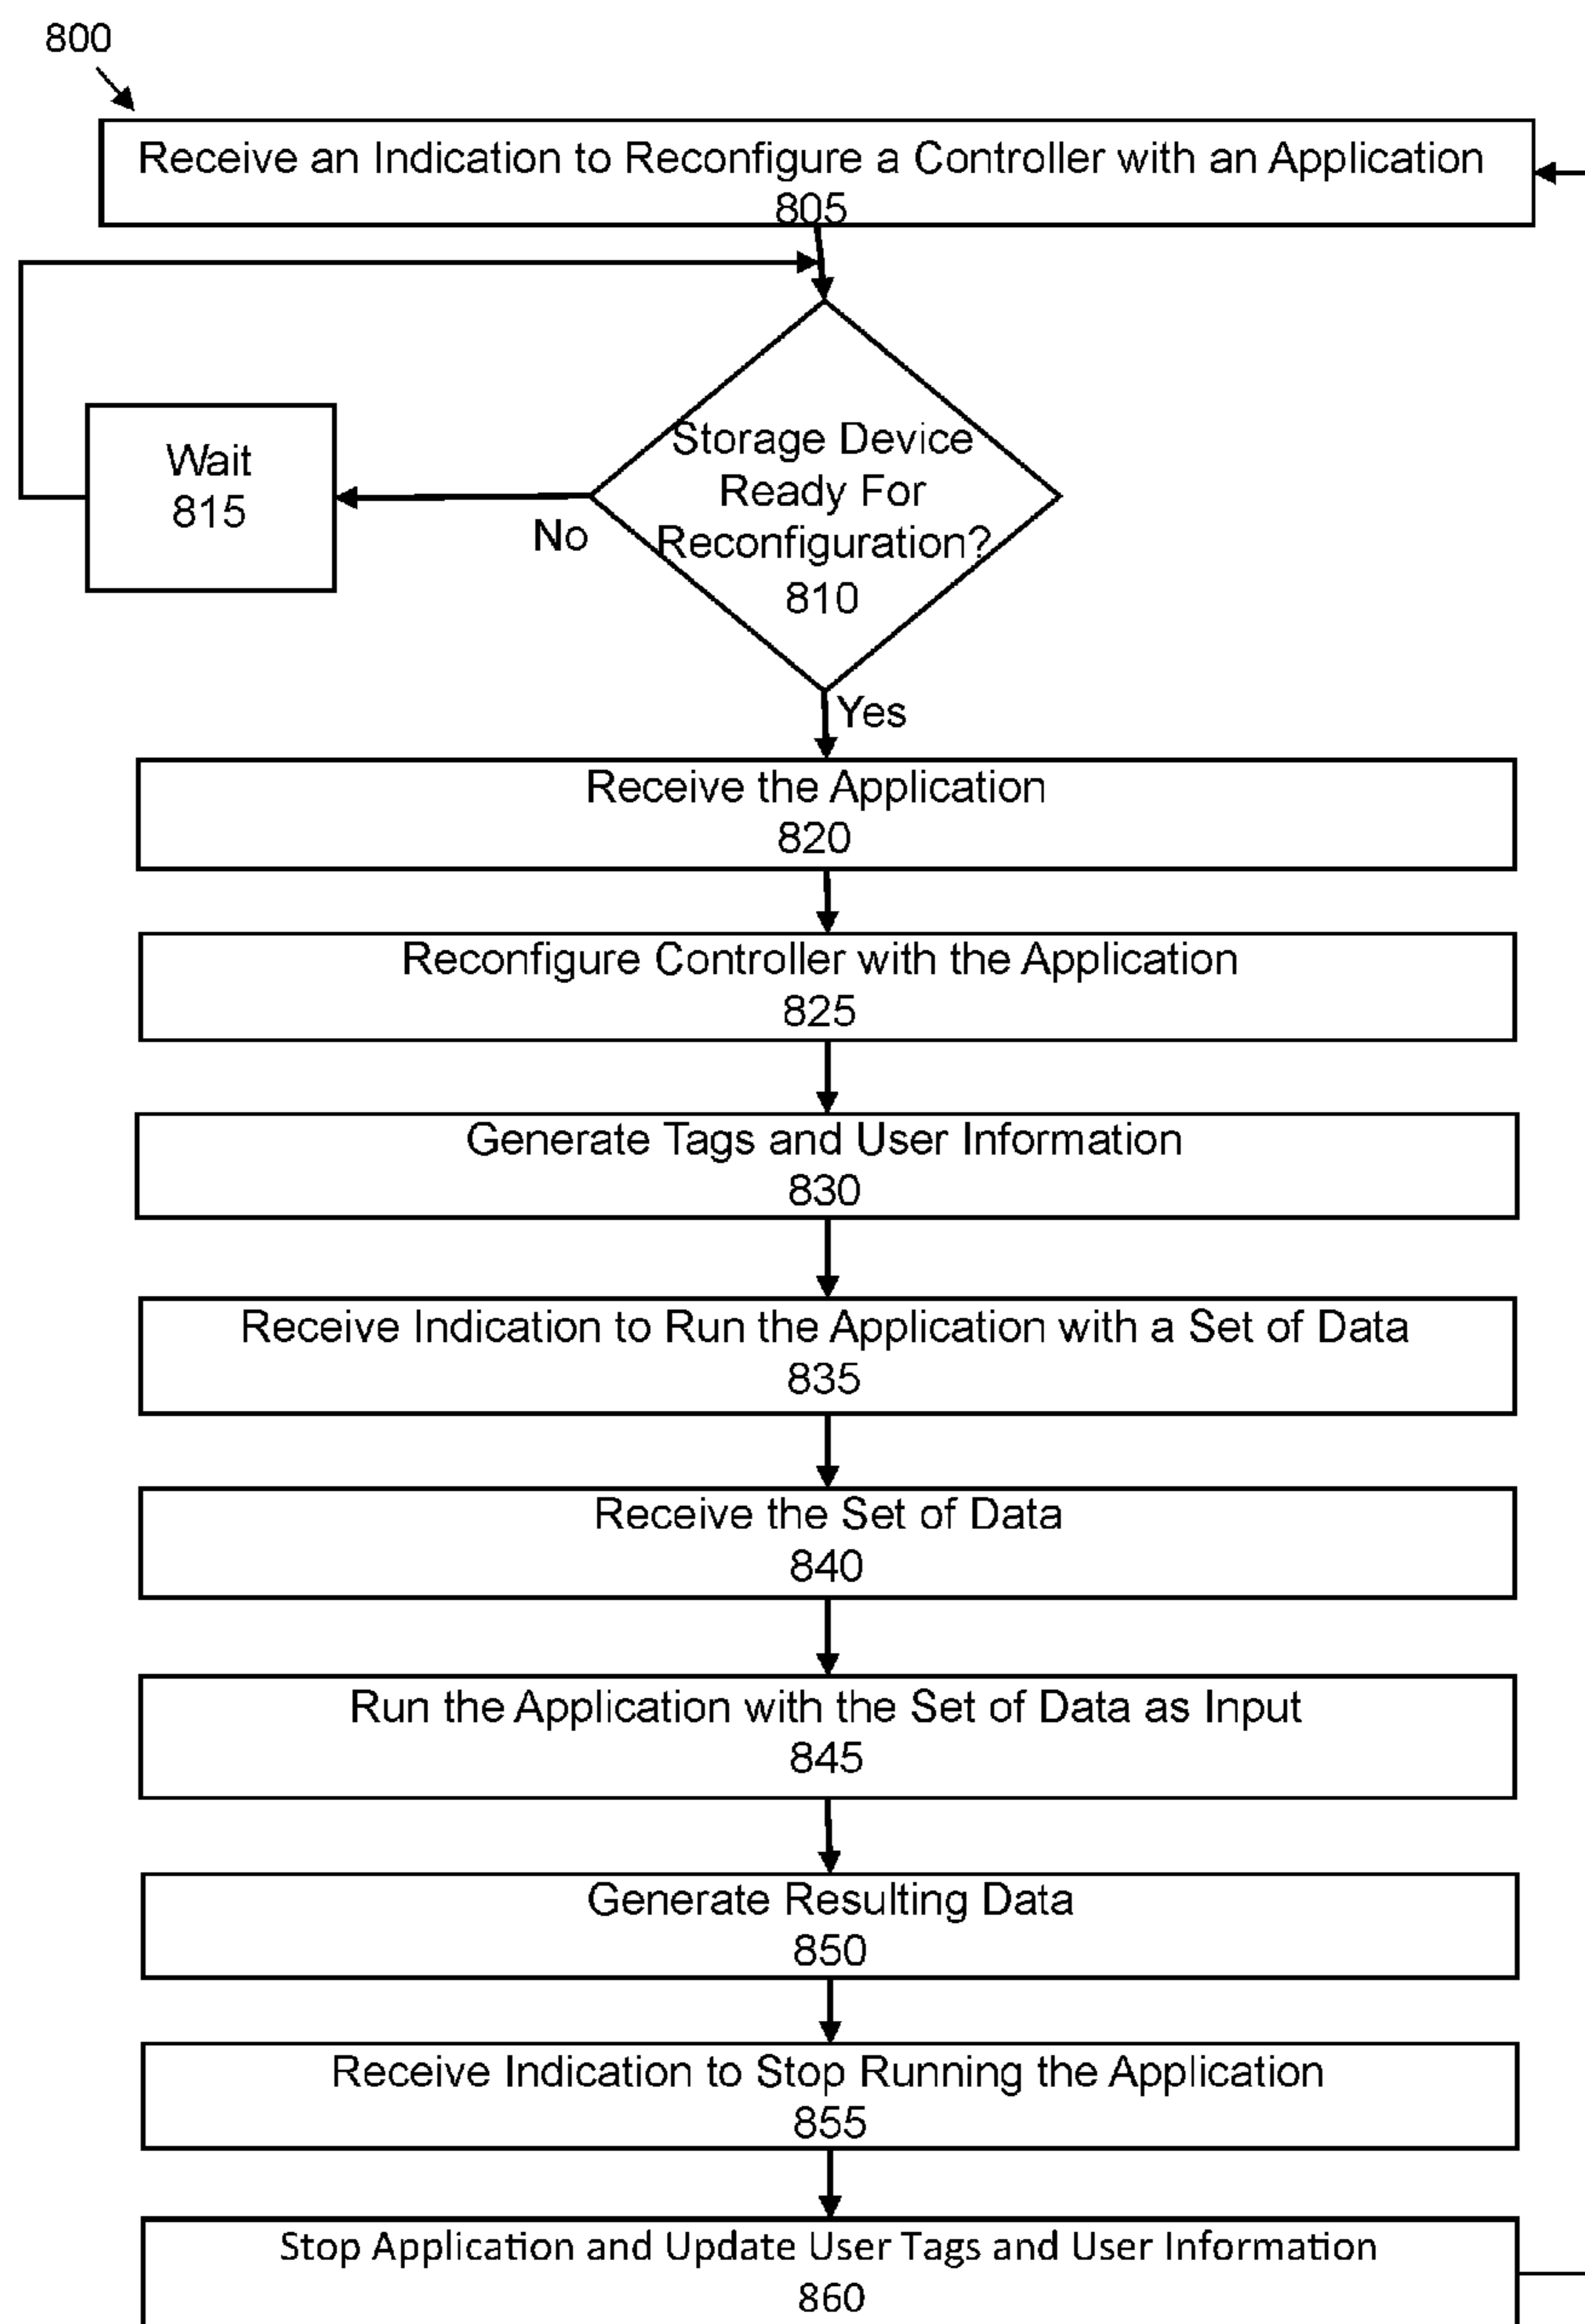 800
Receive an Indication to Reconfigure a Controller with an Application
805
Storage Device
Ready For
Reconfiguration?
810
Wait
815
No
Yes
Receive the Application
820
Reconfigure Controller with the Application
825
Generate Tags and User Information
830
Receive Indication to Run the Application with a Set of Data
835
Receive the Set of Data
840
Run the Application with the Set of Data as Input
845
Generate Resulting Data
850
Receive Indication to Stop Running the Application
855
Stop Application and Update User Tags and User Information
860